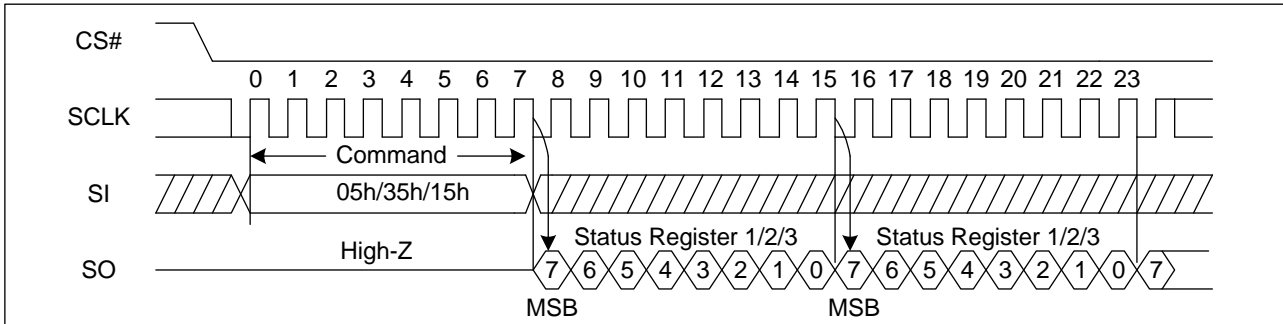 CS#
0 1 2 3 4 5 6 7 8 9 10 11 12 13 14 15 16 17 18 19 20 21 22 23
SCLK
Command
SI 05h/35h/15h
High-Z Status Register 1/2/3 Status Register 1/2/3
SO 7 6 5 4 3 2 1 0 7 6 5 4 3 2 1 0 7
MSB MSB